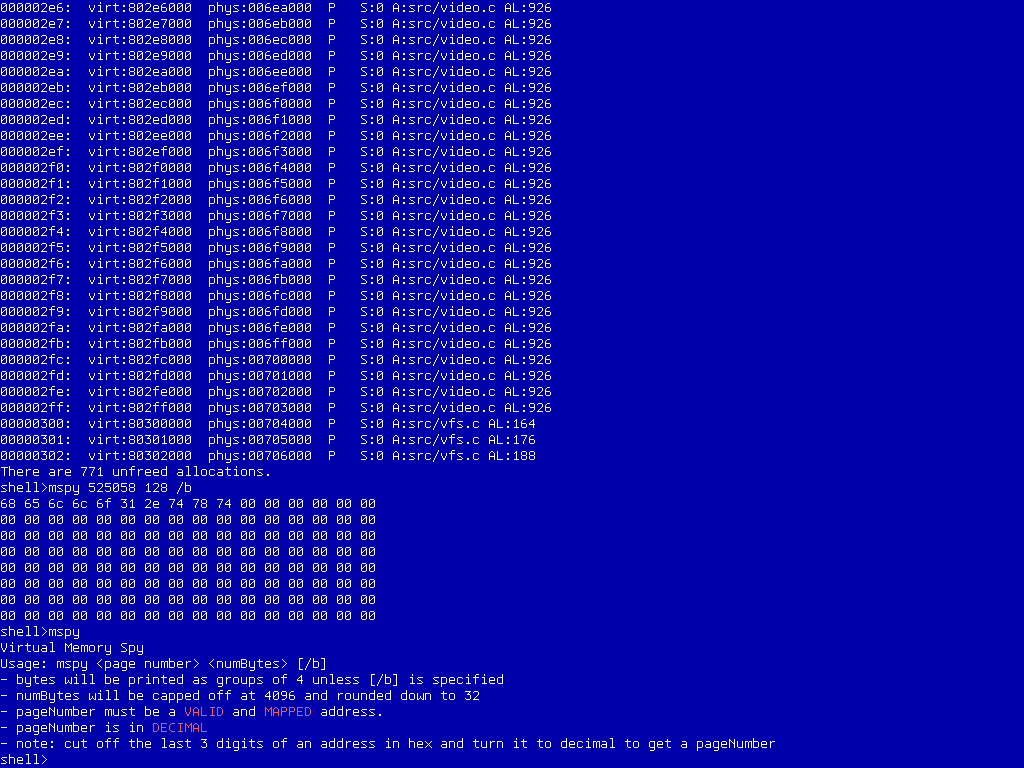 000002e6:  virt:802e6000  phys:006ea000  P   S:0 A:src/video.c AL:926
000002e7:  virt:802e7000  phys:006eb000  P   S:0 A:src/video.c AL:926
000002e8:  virt:802e8000  phys:006ec000  P   S:0 A:src/video.c AL:926
000002e9:  virt:802e9000  phys:006ed000  P   S:0 A:src/video.c AL:926
000002ea:  virt:802ea000  phys:006ee000  P   S:0 A:src/video.c AL:926
000002eb:  virt:802eb000  phys:006ef000  P   S:0 A:src/video.c AL:926
000002ec:  virt:802ec000  phys:006f0000  P   S:0 A:src/video.c AL:926
000002ed:  virt:802ed000  phys:006f1000  P   S:0 A:src/video.c AL:926
000002ee:  virt:802ee000  phys:006f2000  P   S:0 A:src/video.c AL:926
000002ef:  virt:802ef000  phys:006f3000  P   S:0 A:src/video.c AL:926
000002f0:  virt:802f0000  phys:006f4000  P   S:0 A:src/video.c AL:926
000002f1:  virt:802f1000  phys:006f5000  P   S:0 A:src/video.c AL:926
000002f2:  virt:802f2000  phys:006f6000  P   S:0 A:src/video.c AL:926
000002f3:  virt:802f3000  phys:006f7000  P   S:0 A:src/video.c AL:926
000002f4:  virt:802f4000  phys:006f8000  P   S:0 A:src/video.c AL:926
000002f5:  virt:802f5000  phys:006f9000  P   S:0 A:src/video.c AL:926
000002f6:  virt:802f6000  phys:006fa000  P   S:0 A:src/video.c AL:926
000002f7:  virt:802f7000  phys:006fb000  P   S:0 A:src/video.c AL:926
000002f8:  virt:802f8000  phys:006fc000  P   S:0 A:src/video.c AL:926
000002f9:  virt:802f9000  phys:006fd000  P   S:0 A:src/video.c AL:926
000002fa:  virt:802fa000  phys:006fe000  P   S:0 A:src/video.c AL:926
000002fb:  virt:802fb000  phys:006ff000  P   S:0 A:src/video.c AL:926
000002fc:  virt:802fc000  phys:00700000  P   S:0 A:src/video.c AL:926
000002fd:  virt:802fd000  phys:00701000  P   S:0 A:src/video.c AL:926
000002fe:  virt:802fe000  phys:00702000  P   S:0 A:src/video.c AL:926
000002ff:  virt:802ff000  phys:00703000  P   S:0 A:src/video.c AL:926
00000300:  virt:80300000  phys:00704000  P   S:0 A:src/vfs.c AL:164
00000301:  virt:80301000  phys:00705000  P   S:0 A:src/vfs.c AL:176
00000302:  virt:80302000  phys:00706000  P   S:0 A:src/vfs.c AL:188
There are 771 unfreed allocations.
shell>mspy 525058 128 /b
68 65 6c 6c 6f 31 2e 74 78 74 00 00 00 00 00 00
00 00 00 00 00 00 00 00 00 00 00 00 00 00 00 00
00 00 00 00 00 00 00 00 00 00 00 00 00 00 00 00
00 00 00 00 00 00 00 00 00 00 00 00 00 00 00 00
00 00 00 00 00 00 00 00 00 00 00 00 00 00 00 00
00 00 00 00 00 00 00 00 00 00 00 00 00 00 00 00
00 00 00 00 00 00 00 00 00 00 00 00 00 00 00 00
00 00 00 00 00 00 00 00 00 00 00 00 00 00 00 00
shell>mspy
Virtual Memory Spy
Usage: mspy <page number> <numBytes> [/b]
- bytes will be printed as groups of 4 unless [/b] is specified
- numBytes will be capped off at 4096 and rounded down to 32
- pageNumber must be a VALID and MAPPED address.
- pageNumber is in DECIMAL
- note: cut off the last 3 digits of an address in hex and turn it to decimal to get a pageNumber
shell>